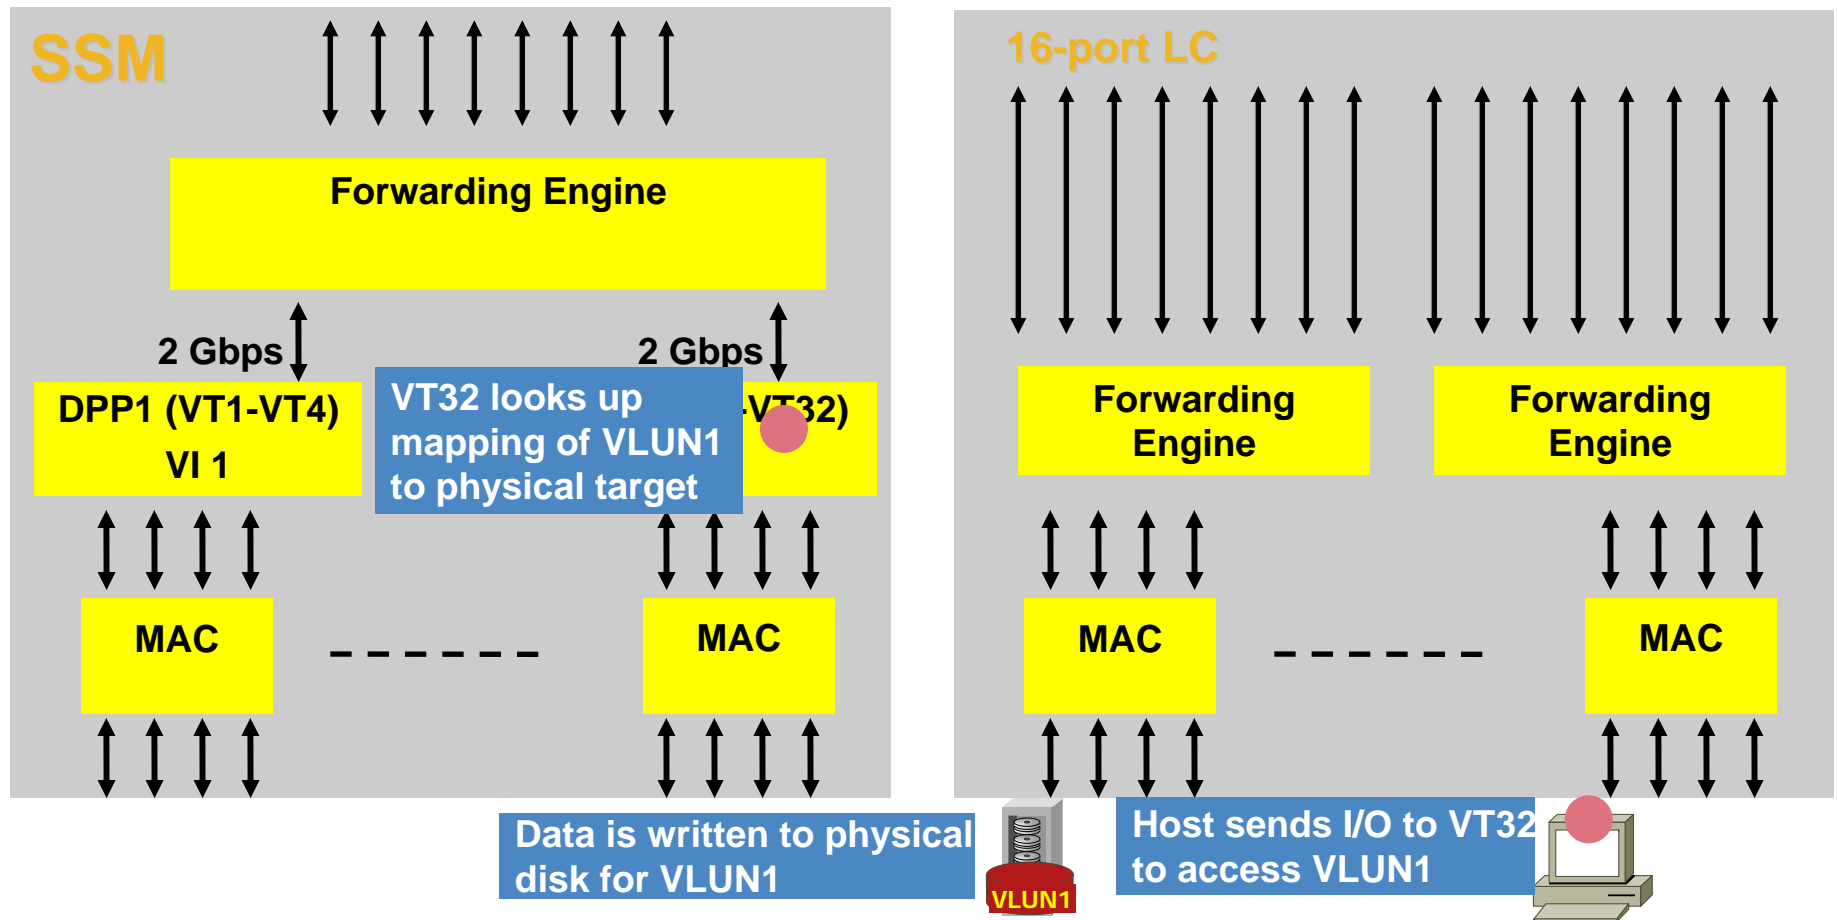 SSM
Forwarding Engine
2 Gbps
2 Gbps
DPP1 (VT1-VT4)
VI 1
VT32 looks up
mapping of VLUN1
to physical target
-VT32)
MAC
MAC
16-port LC
Forwarding
Engine
Forwarding
Engine
MAC
MAC
Data is written to physical
disk for VLUN1
VLUN1
Host sends I/O to VT32
to access VLUN1